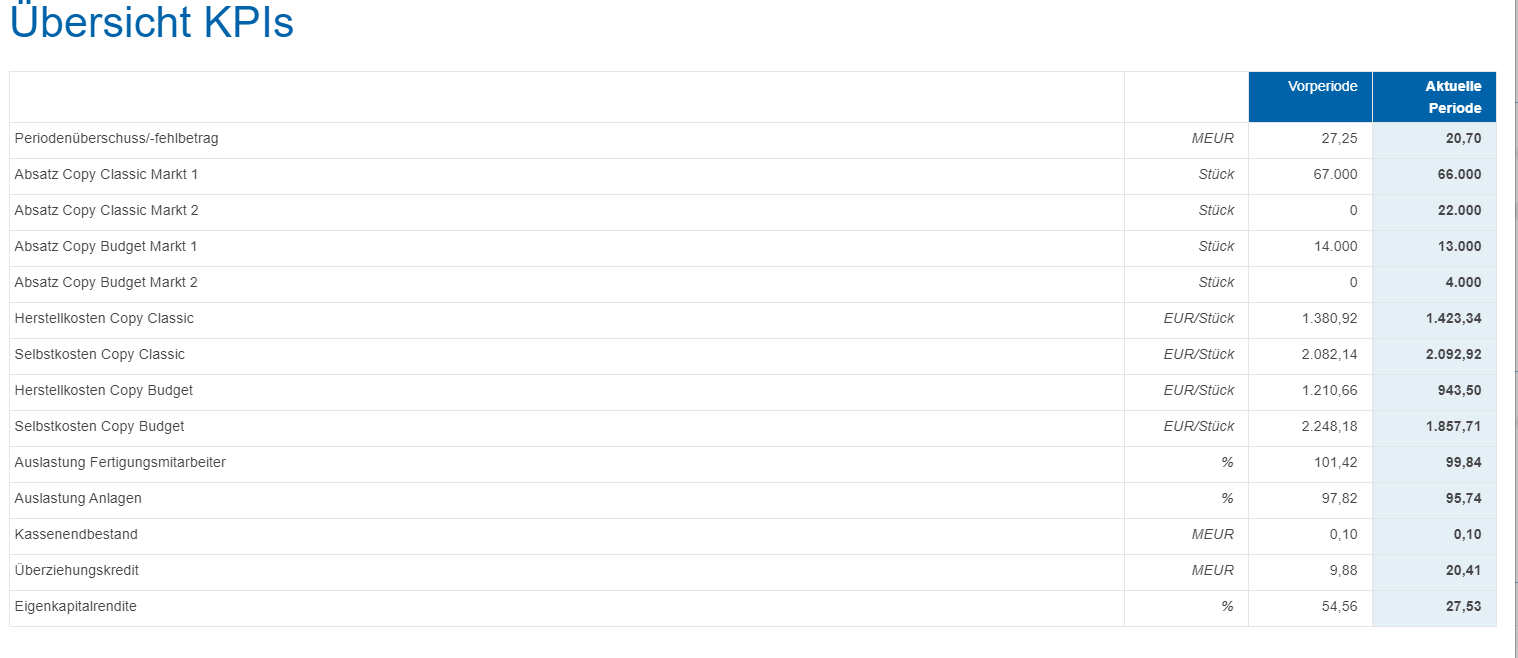 Übersicht KPIs
Vorperiode Aktuelle
Periode
Periodenüberschuss/-fehlbetrag MEUR 27,25 20,70
Absatz Copy Classic Markt 1 Stück 67.000 66.000
Absatz Copy Classic Markt 2 Stück 0 22.000
Absatz Copy Budget Markt 1 Stück 14.000 13.000
Absatz Copy Budget Markt 2 Stück 0 4.000
Herstellkosten Copy Classic EUR/Stück 1.380,92 1.423,34
Selbstkosten Copy Classic EUR/Stück 2.082,14 2.092,92
Herstellkosten Copy Budget EUR/Stück 1.210,66 943,50
Selbstkosten Copy Budget EUR/Stück 2.248,18 1.857,71
Auslastung Fertigungsmitarbeiter % 101,42 99,84
Auslastung Anlagen % 97,82 95,74
Kassenendbestand MEUR 0,10 0,10
Überziehungskredit MEUR 9,88 20,41
Eigenkapitalrendite % 54,56 27,53